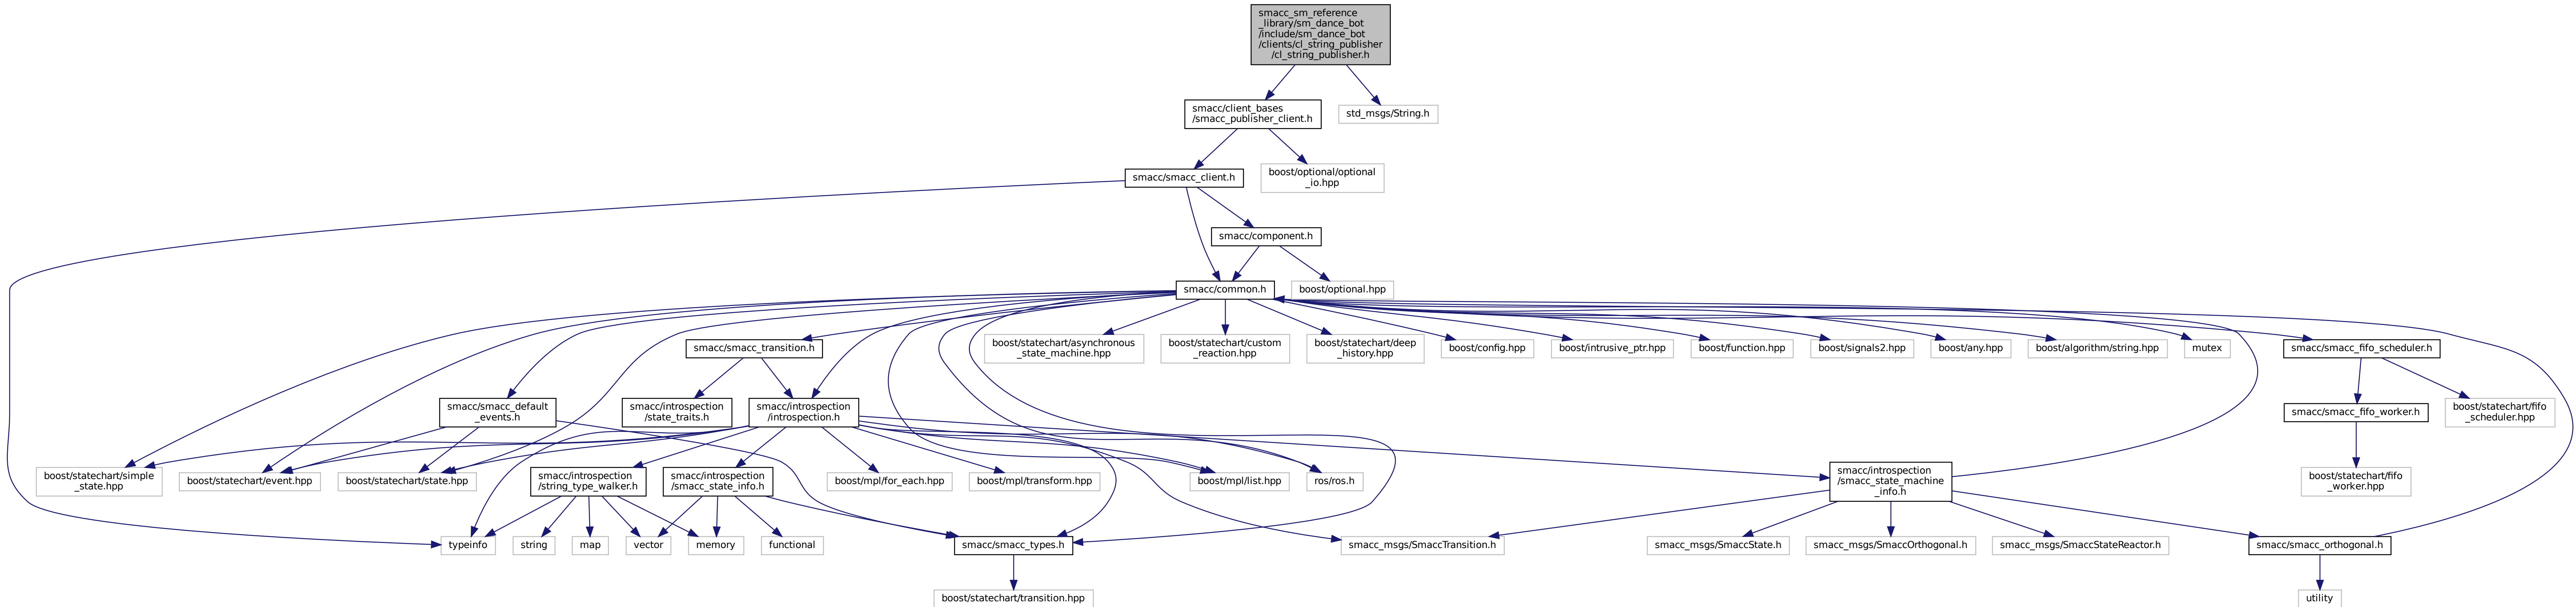 smacc_sm_reference
_library/sm_dance_bot
/include/sm_dance_bot
/clients/cl_string_publisher
/cl_string_publisher.h
smacc/client_bases
/smacc_publisher_client.h
std_msgs/String.h
smacc/smacc_client.h
boost/optional/optional
_io.hpp
smacc/component.h
smacc/common.h
boost/optional.hpp
smacc/smacc_transition.h
boost/statechart/asynchronous
_state_machine.hpp
boost/statechart/custom
_reaction.hpp
boost/statechart/deep
_history.hpp
boost/config.hpp
boost/intrusive_ptr.hpp
boost/function.hpp
boost/signals2.hpp
boost/any.hpp
boost/algorithm/string.hpp
mutex
smacc/smacc_fifo_scheduler.h
smacc/smacc_default
_events.h
smacc/introspection
/state_traits.h
smacc/introspection
/introspection.h
smacc/smacc_fifo_worker.h
boost/statechart/fifo
_scheduler.hpp
boost/statechart/simple
_state.hpp
boost/statechart/event.hpp
boost/statechart/state.hpp
smacc/introspection
/string_type_walker.h
smacc/introspection
/smacc_state_info.h
boost/mpl/for_each.hpp
boost/mpl/transform.hpp
boost/mpl/list.hpp
ros/ros.h
smacc/introspection
/smacc_state_machine
_info.h
boost/statechart/fifo
_worker.hpp
typeinfo
string
map
vector
memory
functional
smacc/smacc_types.h
smacc_msgs/SmaccTransition.h
smacc_msgs/SmaccState.h
smacc_msgs/SmaccOrthogonal.h
smacc_msgs/SmaccStateReactor.h
smacc/smacc_orthogonal.h
boost/statechart/transition.hpp
utility